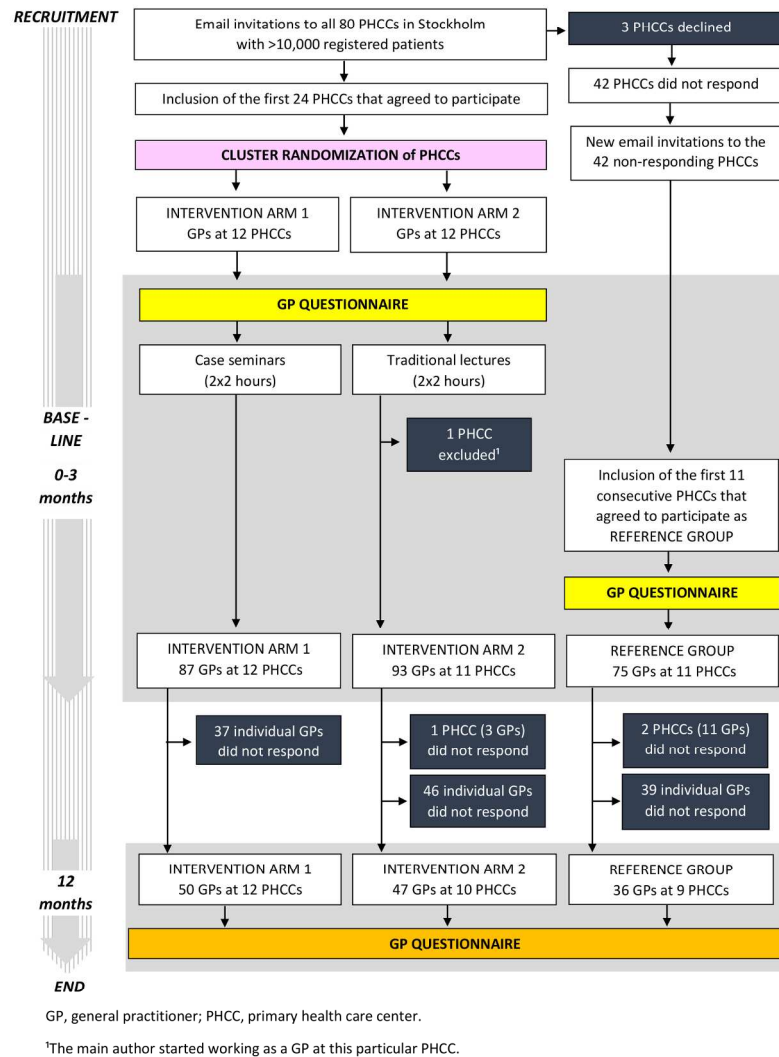 RECRUITMENT
Email invitations to all 80 PHCCs in Stockholm
with >10,000 registered patients
3 PHCCs declined
42 PHCCs did not respond
Inclusion of the first 24 PHCCs that agreed to participate
New email invitations to the
42 non-responding PHCCs
CLUSTER RANDOMIZATION of PHCCs
INTERVENTION ARM 1
GPs at 12 PHCCs
INTERVENTION ARM 2
GPs at 12 PHCCs
GP QUESTIONNAIRE
Case seminars
(2x2 hours)
Traditional lectures
(2x2 hours)
BASE -
LINE
0-3
months
1 PHCC
excluded¹
Inclusion of the first 11
consecutive PHCCs that
agreed to participate as
REFERENCE GROUP
GP QUESTIONNAIRE
INTERVENTION ARM 1
87 GPs at 12 PHCCs
INTERVENTION ARM 2
93 GPs at 11 PHCCs
REFERENCE GROUP
75 GPs at 11 PHCCs
37 individual GPs
did not respond
1 PHCC (3 GPs)
did not respond
2 PHCCs (11 GPs)
did not respond
46 individual GPs
did not respond
39 individual GPs
did not respond
12
months
INTERVENTION ARM 1
50 GPs at 12 PHCCs
INTERVENTION ARM 2
47 GPs at 10 PHCCs
REFERENCE GROUP
36 GPs at 9 PHCCs
GP QUESTIONNAIRE
END
GP, general practitioner; PHCC, primary health care center.
¹The main author started working as a GP at this particular PHCC.